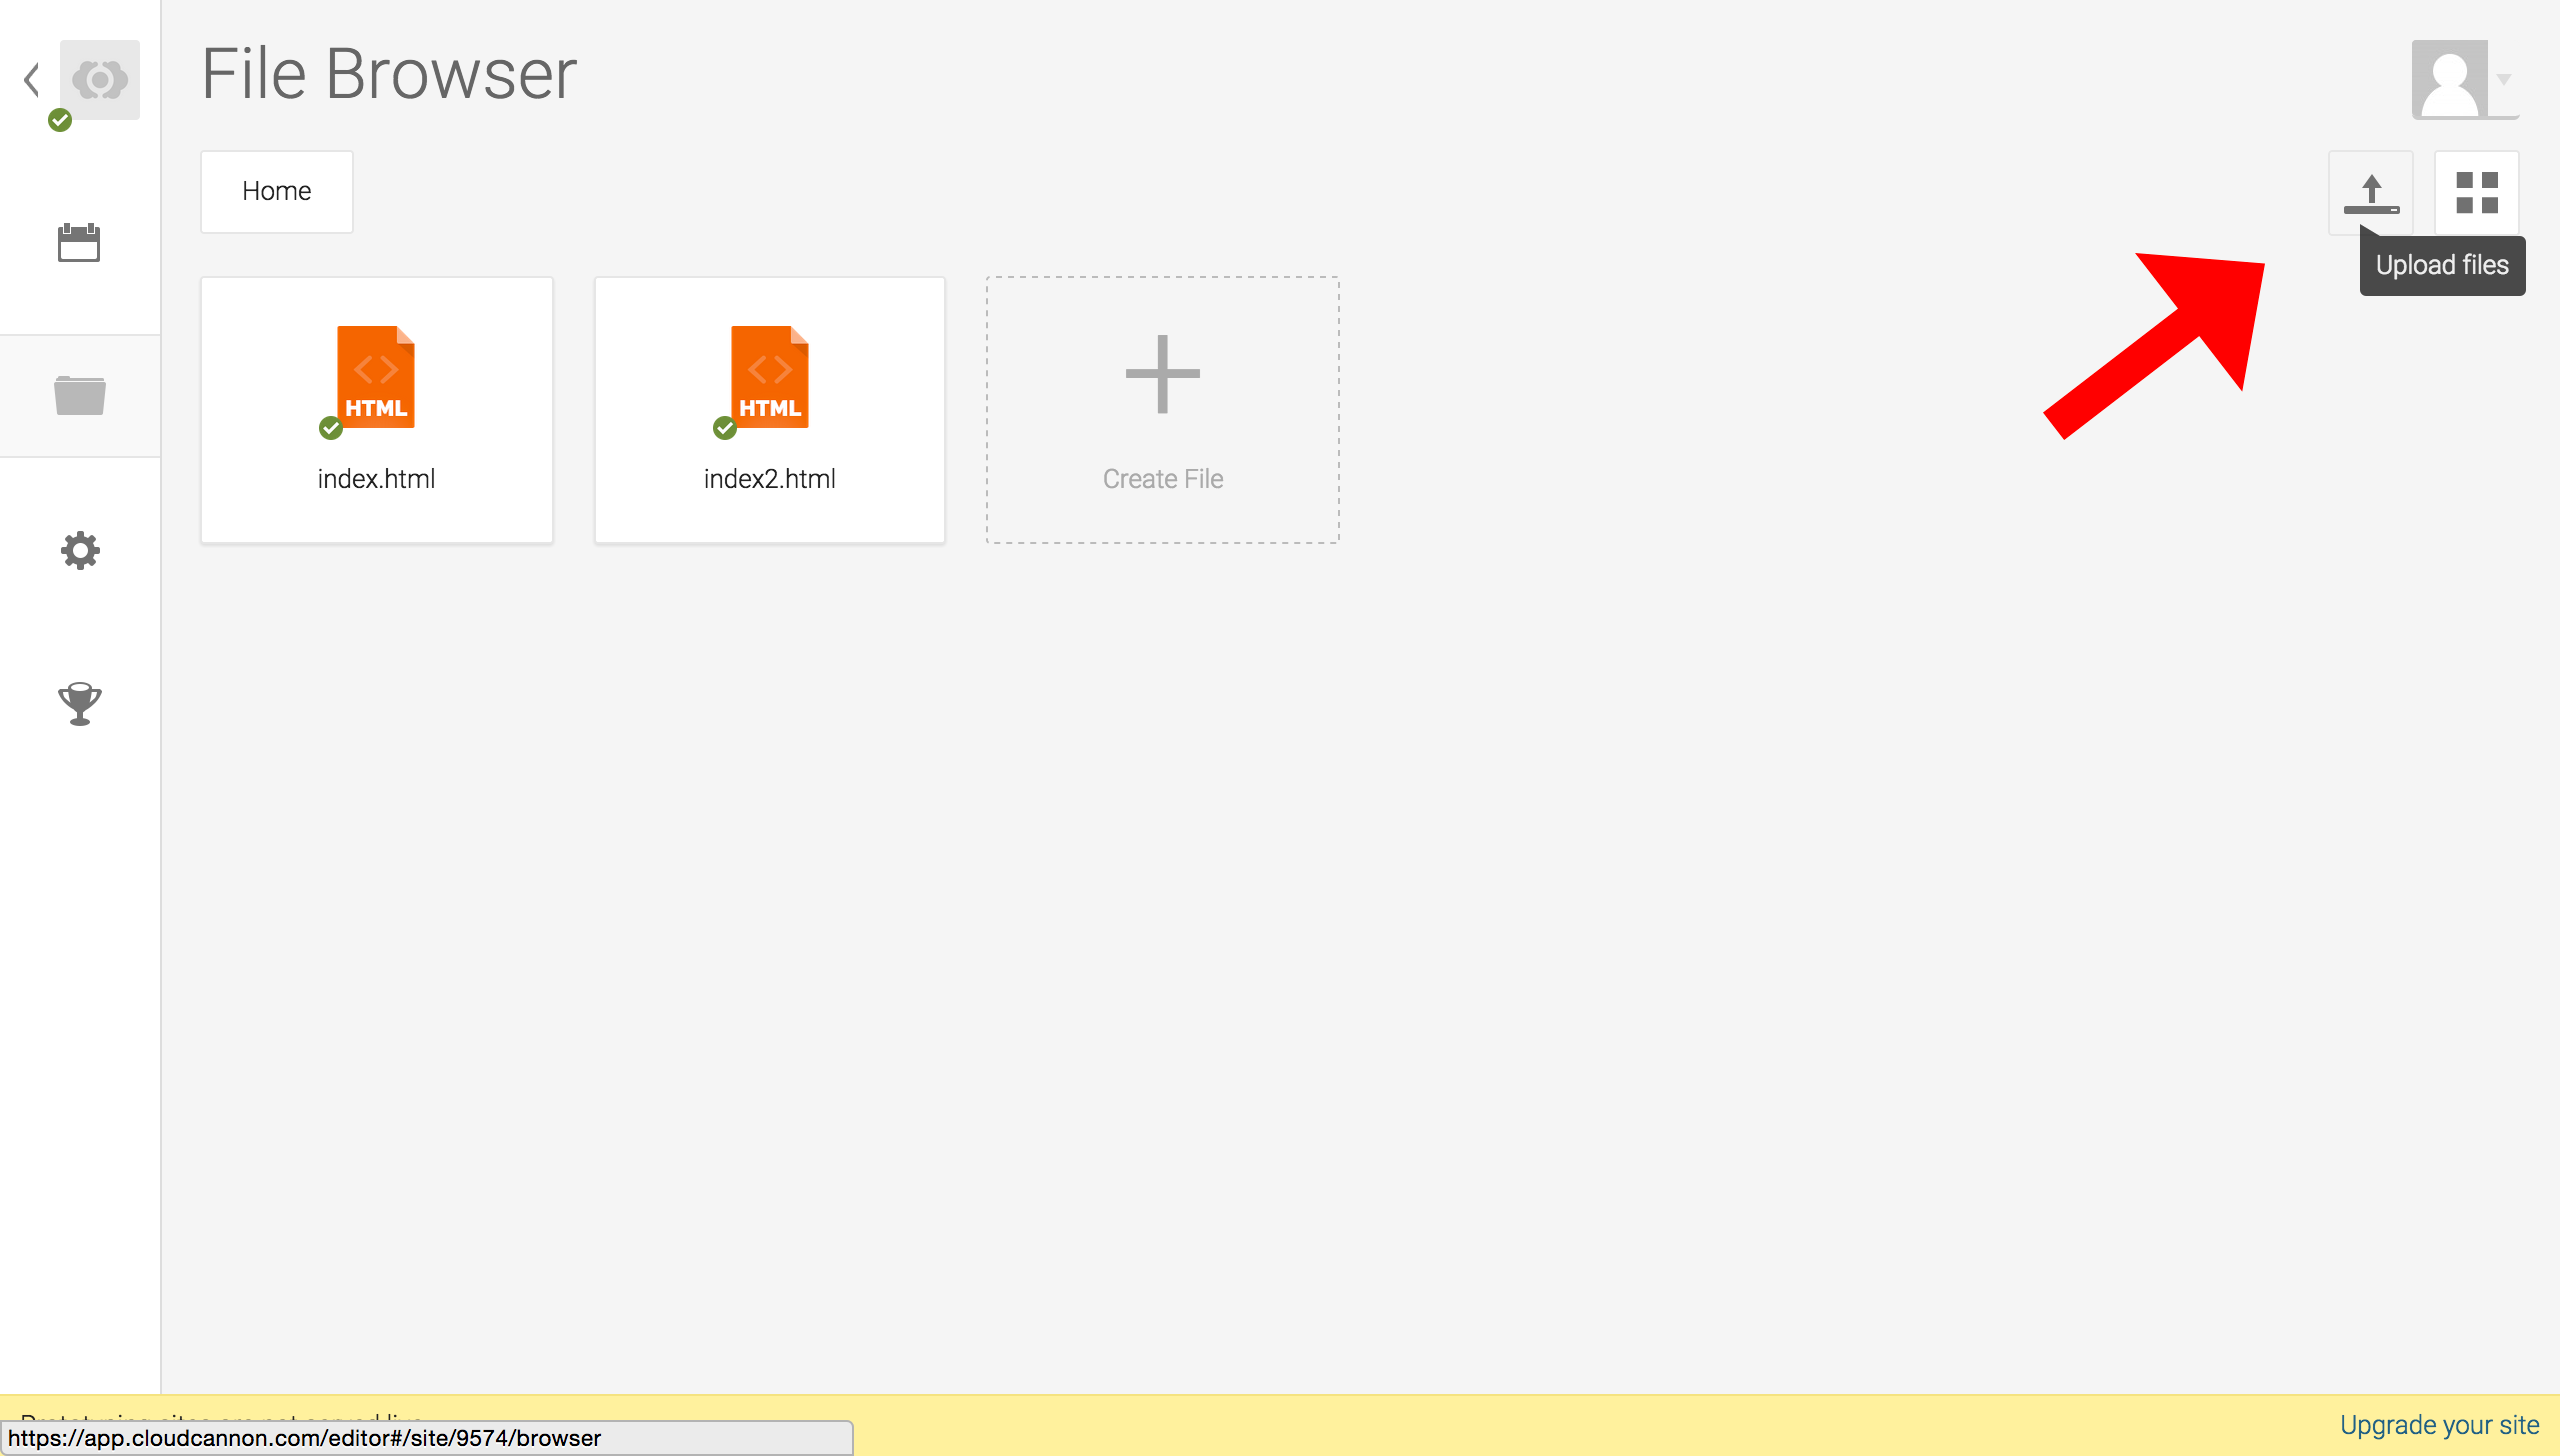 File Browser
Home
Upload files
HTML
HTML
index.html
index2.html
Create File
https://app.cloudcannon.com/editor#/site/9574/browser
Upgrade your site